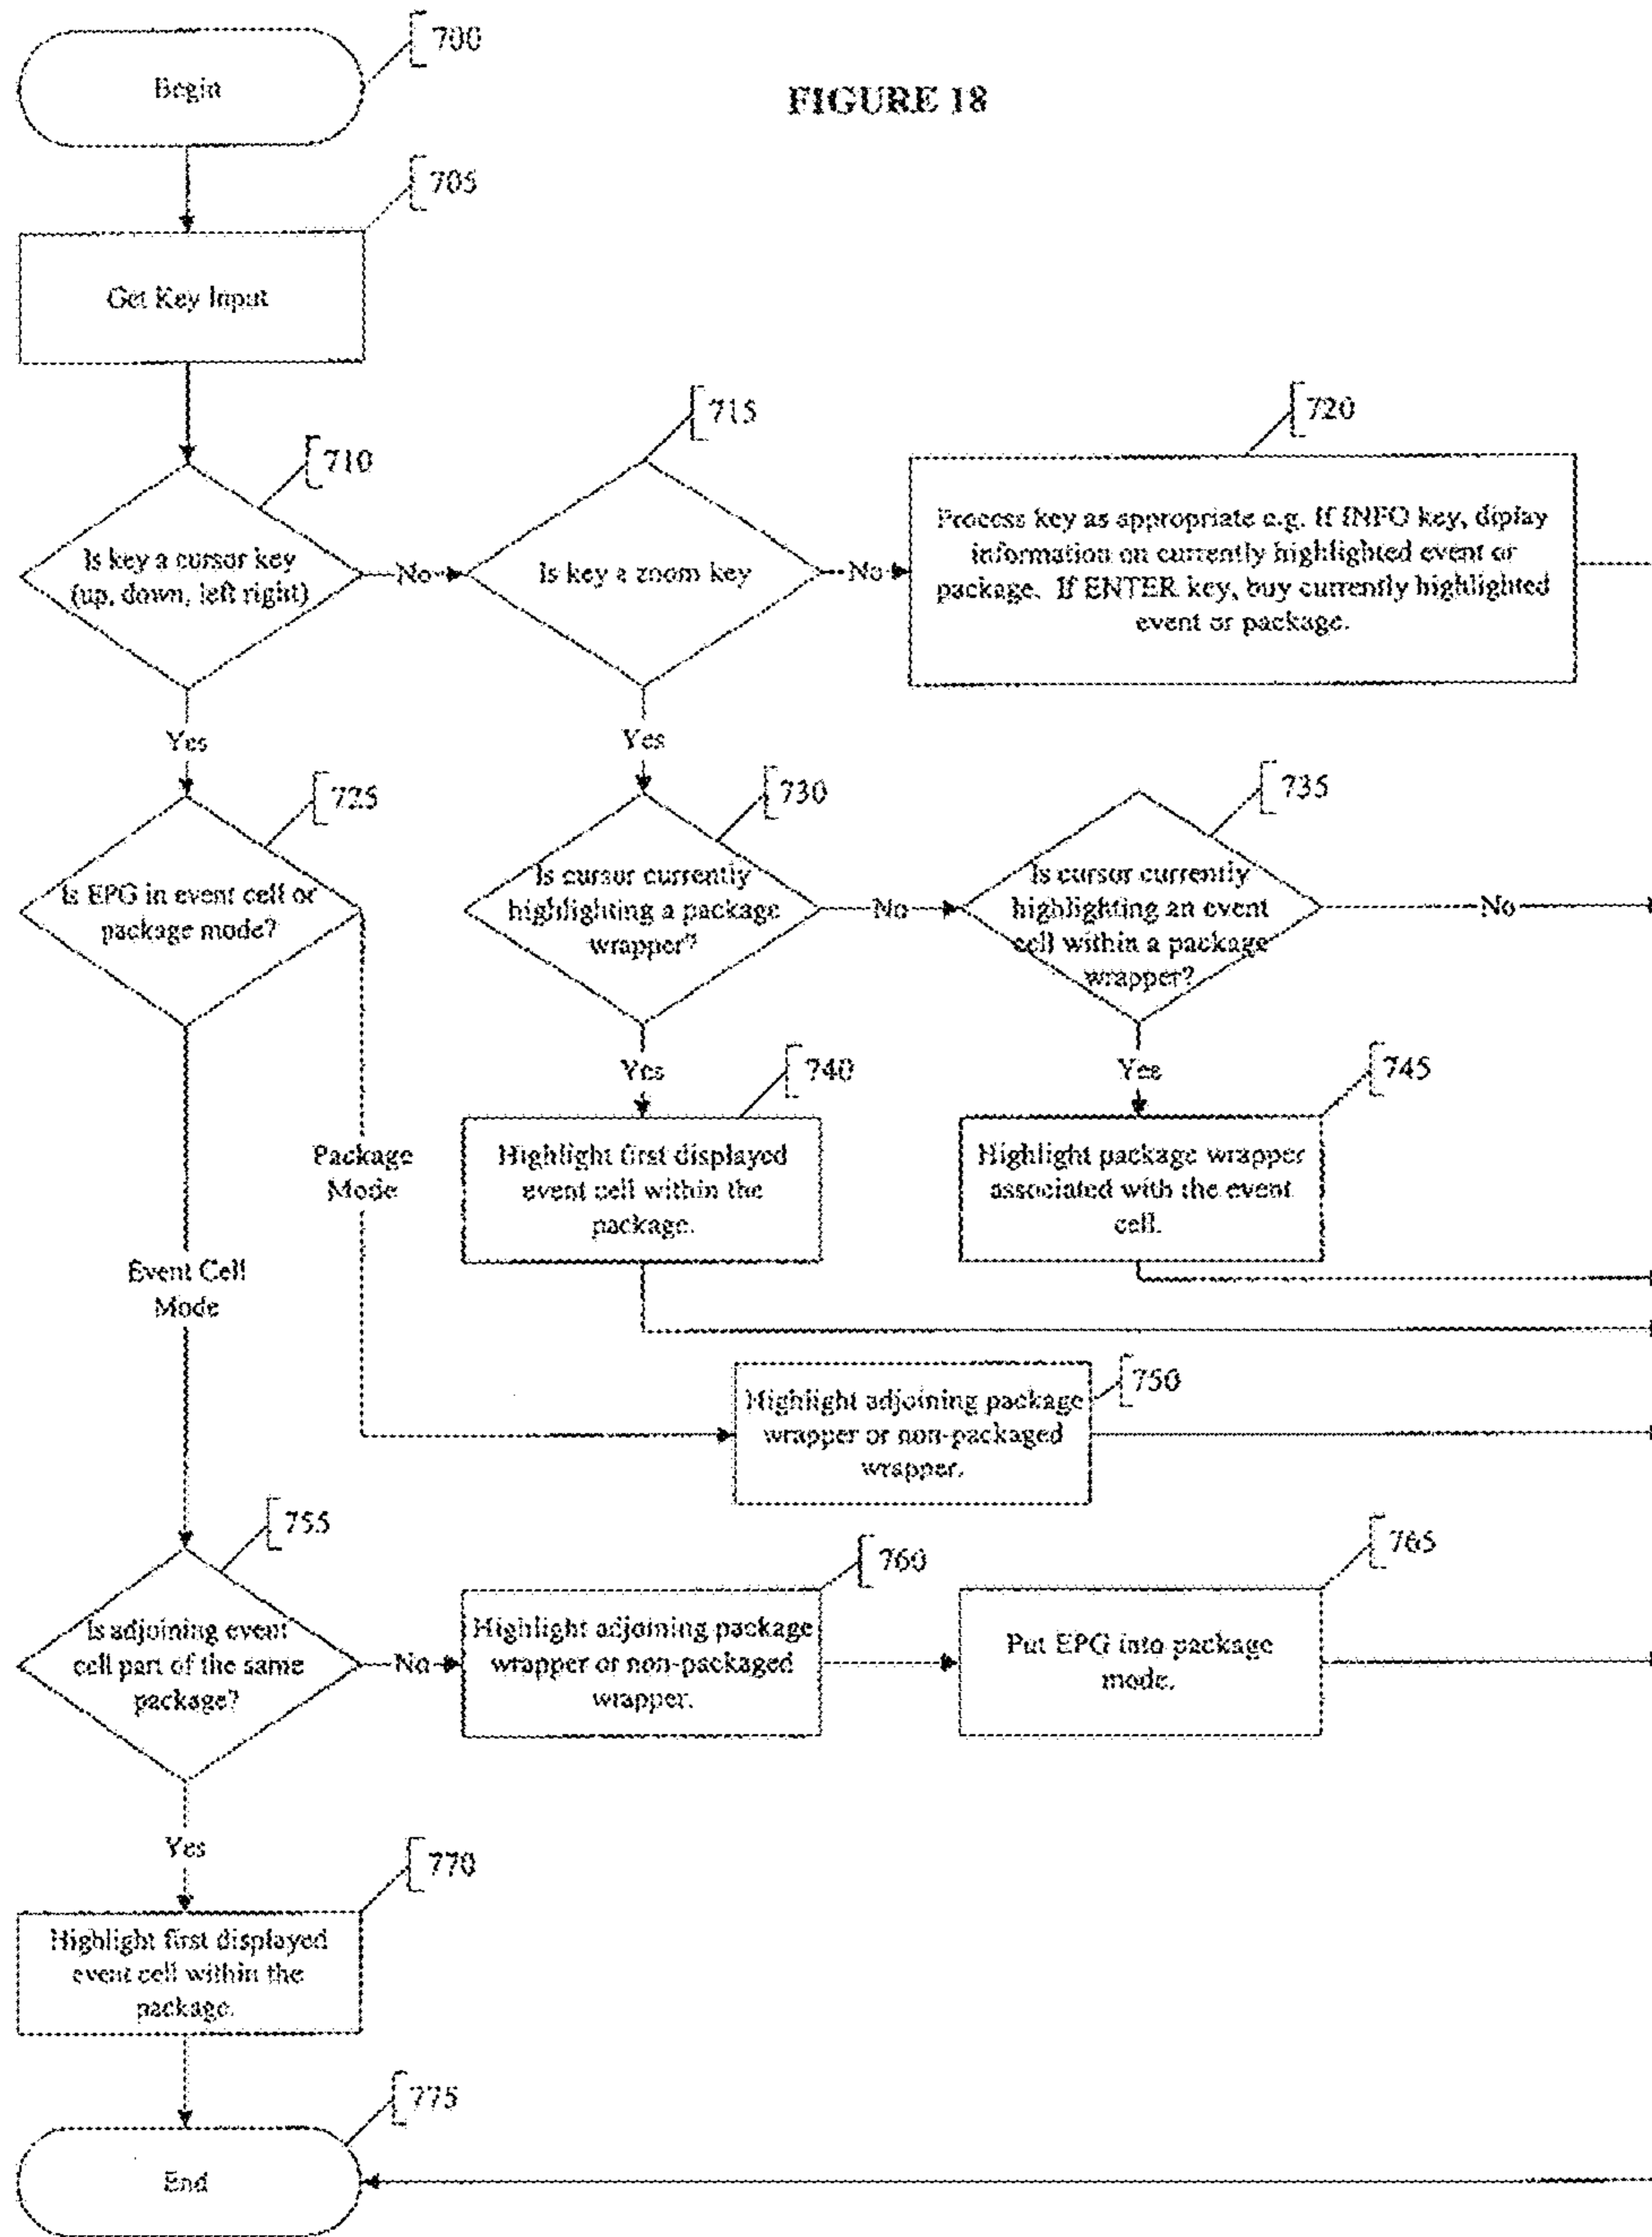 700
Begin
FIGURE 18
705
Get Key Input
710
Is key a cursor key
(up, down, left right)
No
715
Is key a zoom key
No
720
Process key as appropriate e.g. If INFO key, diplay
information on currently highlighted event or
package. If ENTER key, buy currently highlighted
event or package.
Yes
Yes
725
Is EPG in event cell or
package mode?
730
Is cursor currently
highlighting a package
wrapper?
No
735
Is cursor currently
highlighting an event
cell within a package
wrapper?
No
Yes
Yes
740
Highlight first displayed
event cell within the
package.
745
Highlight package wrapper
associated with the event
cell.
Package
Mode
Event Cell
Mode
750
Highlight adjoining package
wrapper or non-packaged
wrapper.
755
Is adjoining event
cell part of the same
package?
No
760
Highlight adjoining package
wrapper or non-packaged
wrapper.
765
Put EPG into package
mode.
Yes
770
Highlight first displayed
event cell within the
package.
775
End